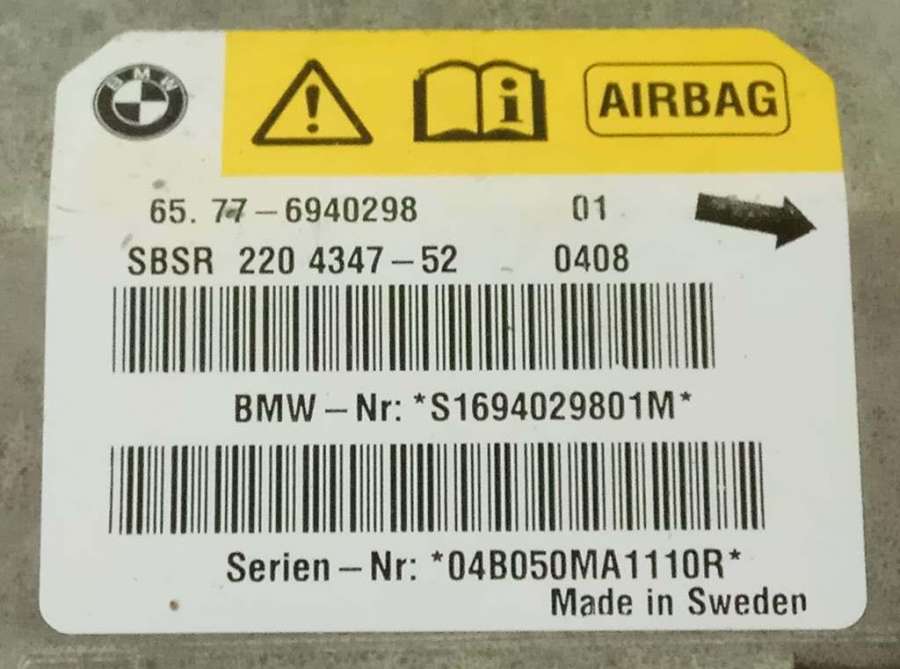 BMW
AIRBAG
65. 77-6940298 01
SBSR 220 4347-52 0408
BMW-Nr: *S1694029801M*
Serien-Nr: *04B050MA1110R*
Made in Sweden